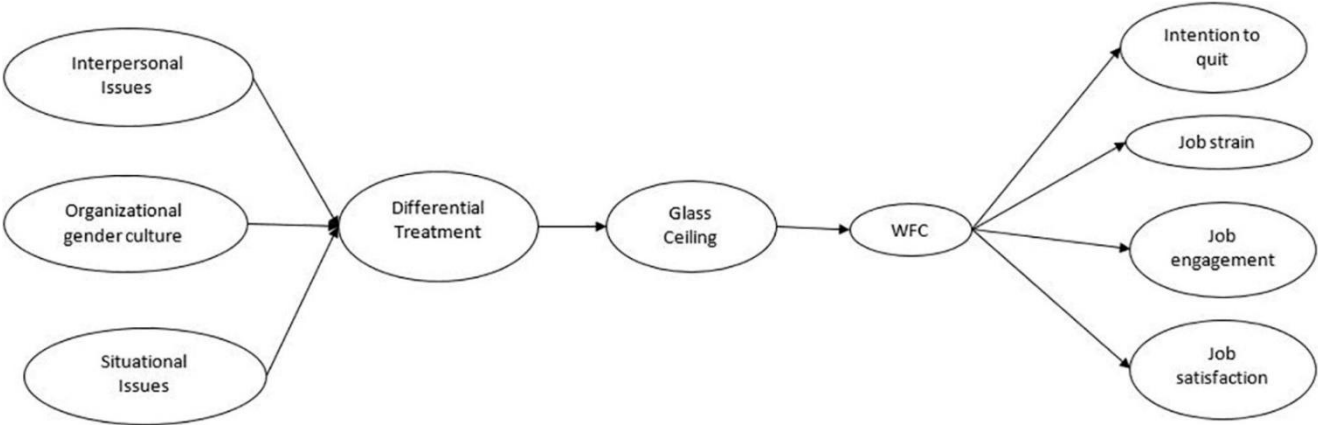 Interpersonal
Issues
Organizational
gender culture
Situational
Issues
Differential
Treatment
Glass
Ceiling
WFC
Intention to
quit
Job strain
Job
engagement
Job
satisfaction